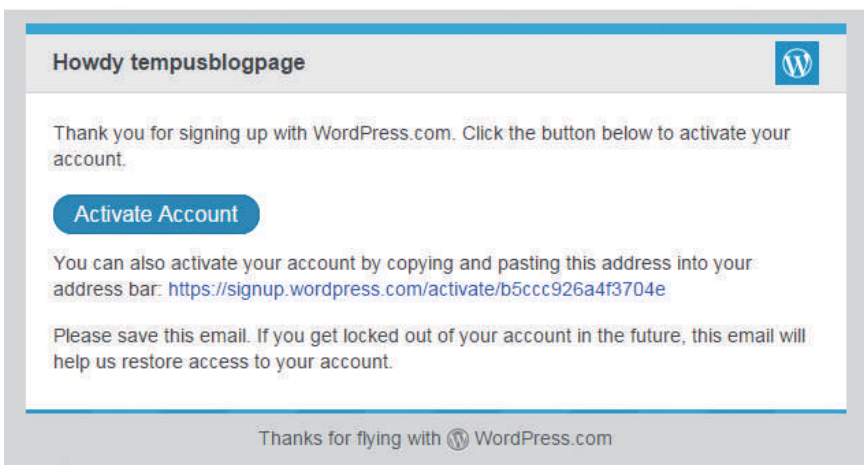 Howdy tempusblogpage
Thank you for signing up with WordPress.com. Click the button below to activate your
account.
Activate Account
You can also activate your account by copying and pasting this address into your
address bar: https://signup.wordpress.com/activate/b5ccc926a4f3704e
Please save this email. If you get locked out of your account in the future, this email will
help us restore access to your account.
Thanks for flying with WordPress.com